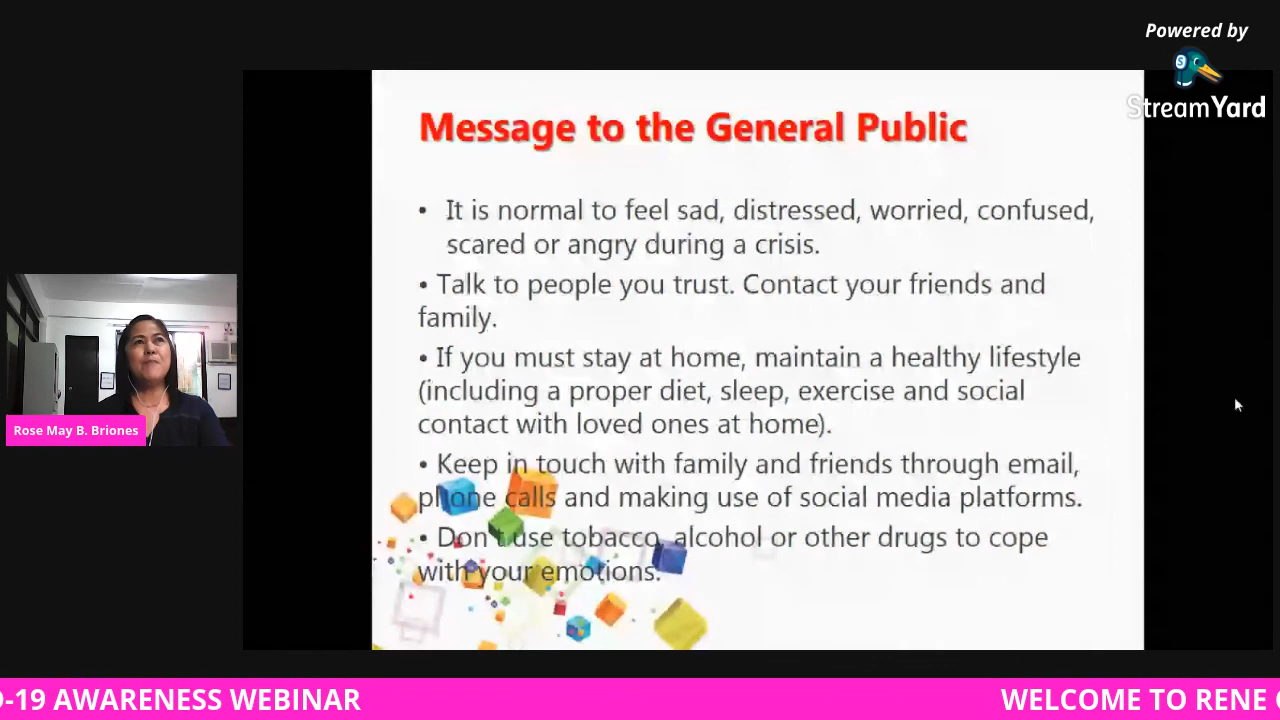 Powered by
StreamYard
Message to the General Public
• It is normal to feel sad, distressed, worried, confused,
scared or angry during a crisis.
• Talk to people you trust. Contact your friends and
family.
• If you must stay at home, maintain a healthy lifestyle
(including a proper diet, sleep, exercise and social
contact with loved ones at home).
• Keep in touch with family and friends through email,
phone calls and making use of social media platforms.
• Don't use tobacco, alcohol or other drugs to cope
with your emotions.
Rose May B. Briones
-19 AWARENESS WEBINAR
WELCOME TO RENE